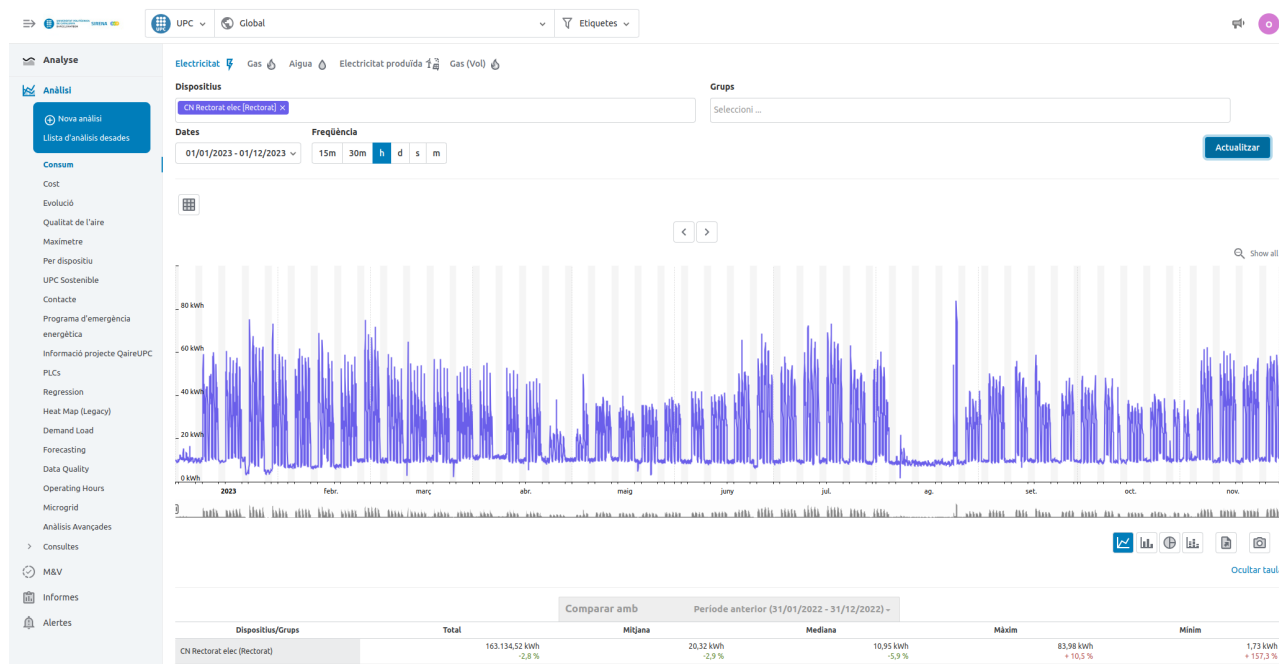 UPC
Global
Etiquetes
UPC
SIRENA
O
Analyse
Anàlisi
Nova anàlisi
Llista d'anàlisis desades
Consum
Cost
Evolució
Qualitat de l'aire
Maxímetre
Per dispositiu
UPC Sostenible
Contacte
Programa d'emergència
energètica
Informació projecte QaireUPC
PLCs
Regression
Heat Map (Legacy)
Demand Load
Forecasting
Data Quality
Operating Hours
Microgrid
Anàlisis Avançades
Consultes
M&V
Informes
Alertes
Electricitat Gas Aigua Electricitat produïda Gas (Vol)
Dispositius Grups
CN Rectorat elec [Rectorat] × Seleccioni ...
Dates Freqüència
01/01/2023 - 01/12/2023 15m 30m h d s m Actualitzar
Show all
80 kWh
60 kWh
40 kWh
20 kWh
0 kWh
2023 febr. març abr. maig juny jul. ag. set. oct. nov.
Ocultar taula
Comparar amb Període anterior (31/01/2022 - 31/12/2022)
Dispositius/Grups Total Mitjana Mediana Màxim Mínim
CN Rectorat elec (Rectorat) 163.134,52 kWh 20,32 kWh 10,95 kWh 83,98 kWh 1,73 kWh
-2,8 % -2,9 % -5,9 % + 10,5 % + 157,3 %